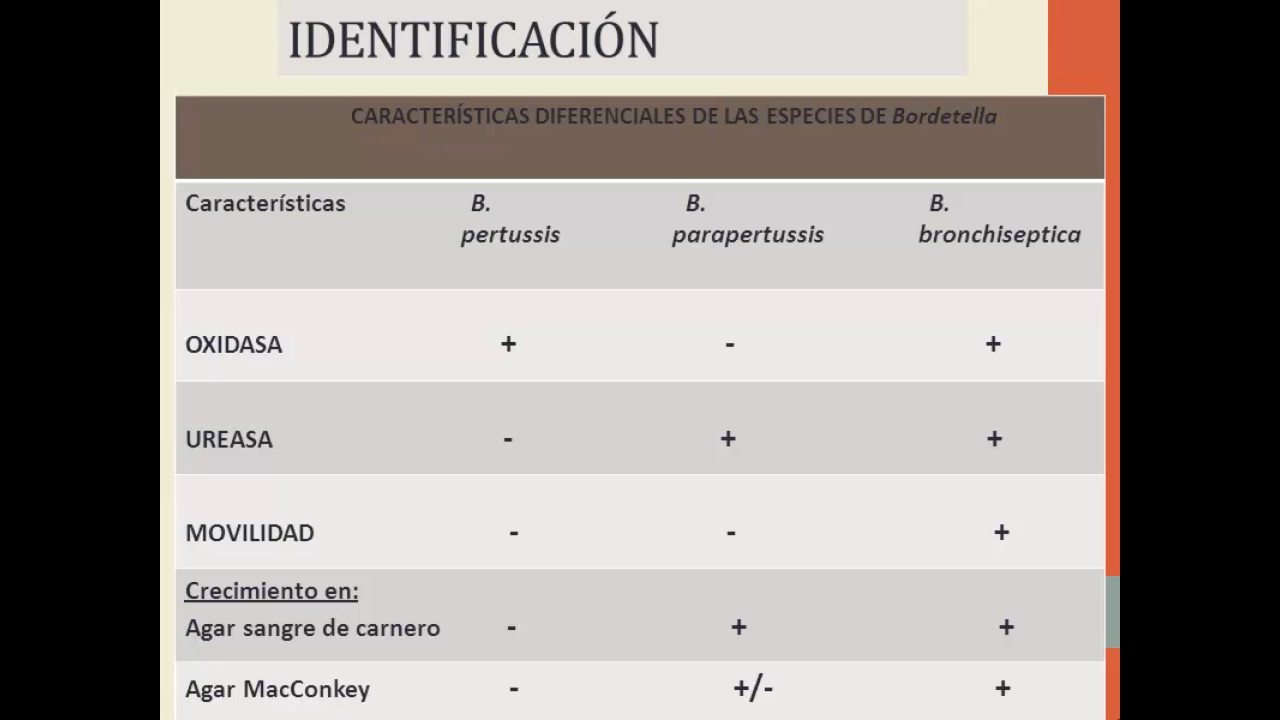 IDENTIFICACIÓN
CARACTERÍSTICAS DIFERENCIALES DE LAS ESPECIES DE Bordetella
Características B. pertussis B. parapertussis B. bronchiseptica
OXIDASA + - +
UREASA - + +
MOVILIDAD - - +
Crecimiento en:
Agar sangre de carnero - + +
Agar MacConkey - +/- +